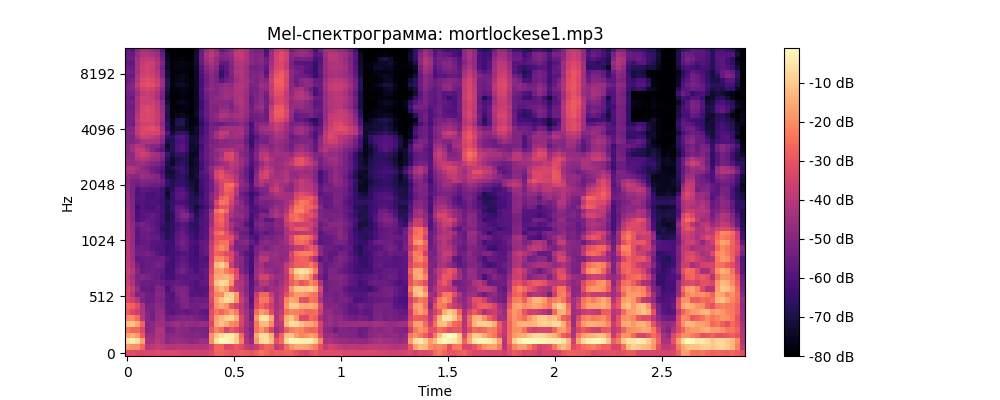 Mel-спектрограмма: mortlockese1.mp3
Hz
8192
4096
2048
1024
512
0
0
0.5
1
1.5
2
2.5
Time
-10 dB
-20 dB
-30 dB
-40 dB
-50 dB
-60 dB
-70 dB
-80 dB